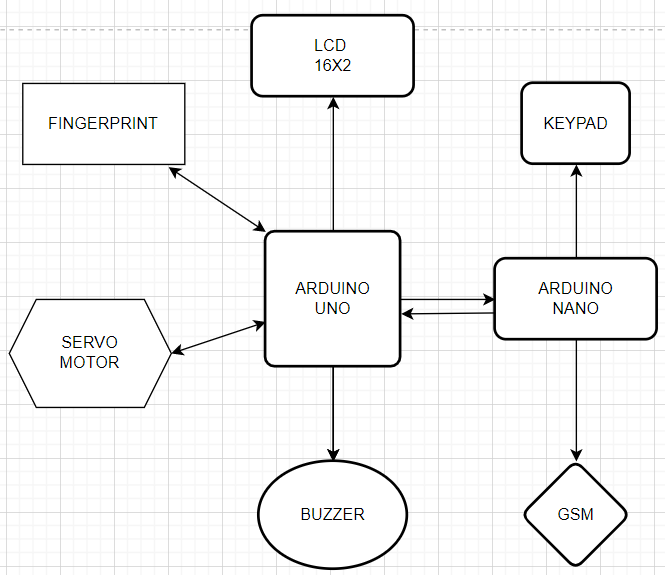 LCD
16X2
FINGERPRINT
KEYPAD
ARDUINO
UNO
ARDUINO
NANO
SERVO
MOTOR
BUZZER
GSM